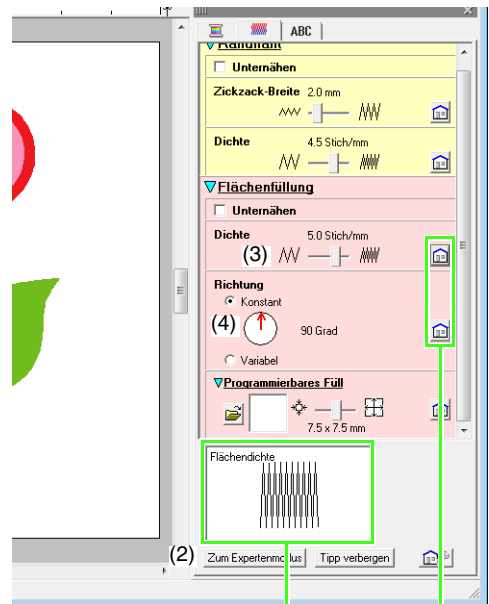 ABC
Randnaht
Unternähen
Zickzack-Breite 2.0 mm
Dichte 4.5 Stich/mm
Flächenfüllung
Unternähen
Dichte 5.0 Stich/mm
(3)
Richtung
Konstant
(4) 90 Grad
Variabel
Programmierbares Füll
7.5 x 7.5 mm
Flächendichte
(2) Zum Expertenmodus Tipp verbergen